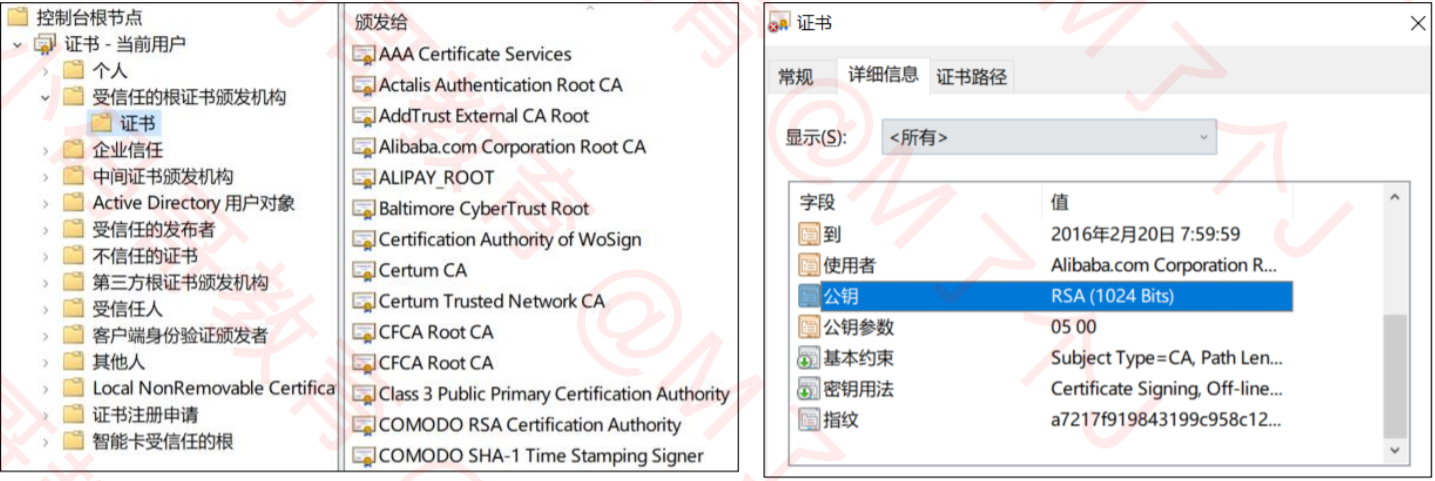 控制台根节点
证书 - 当前用户
个人
受信任的根证书颁发机构
证书
企业信任
中间证书颁发机构
Active Directory 用户对象
受信任的发布者
不信任的证书
第三方根证书颁发机构
受信任人
客户端身份验证颁发者
其他人
Local NonRemovable Certifica
证书注册申请
智能卡受信任的根
颁发给
AAA Certificate Services
Actalis Authentication Root CA
AddTrust External CA Root
Alibaba.com Corporation Root CA
ALIPAY_ROOT
Baltimore CyberTrust Root
Certification Authority of WoSign
Certum CA
Certum Trusted Network CA
CFCA Root CA
CFCA Root CA
Class 3 Public Primary Certification Authority
COMODO RSA Certification Authority
COMODO SHA-1 Time Stamping Signer
证书
常规 详细信息 证书路径
显示(S): <所有>
字段 值
到 2016年2月20日 7:59:59
使用者 Alibaba.com Corporation R...
公钥 RSA (1024 Bits)
公钥参数 05 00
基本约束 Subject Type=CA, Path Len...
密钥用法 Certificate Signing, Off-line...
指纹 a7217f919843199c958c12...